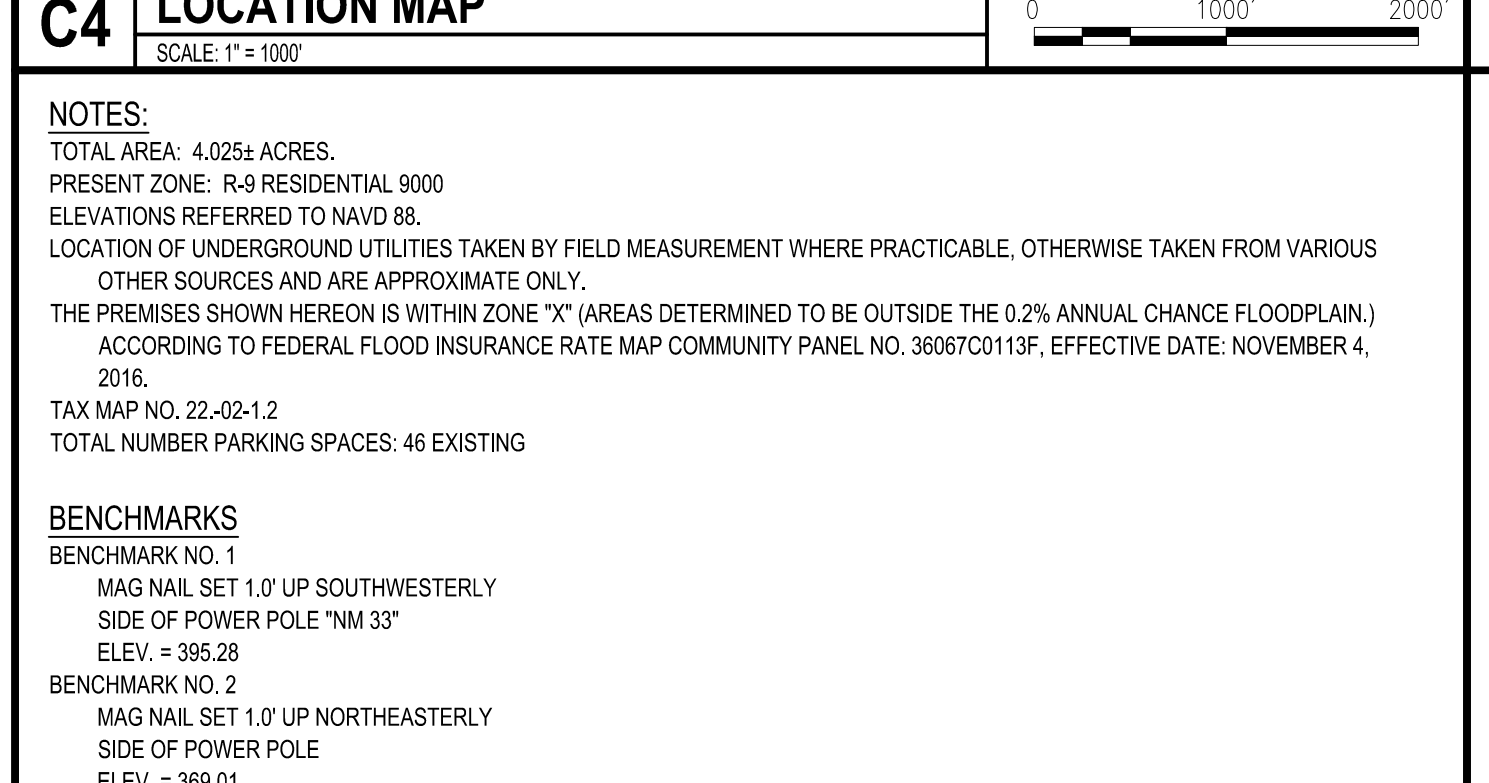 C4
LOCATION MAP
SCALE: 1" = 1000'
0 1000' 2000'
NOTES:
TOTAL AREA: 4.025± ACRES.
PRESENT ZONE: R-9 RESIDENTIAL 9000
ELEVATIONS REFERRED TO NAVD 88.
LOCATION OF UNDERGROUND UTILITIES TAKEN BY FIELD MEASUREMENT WHERE PRACTICABLE, OTHERWISE TAKEN FROM VARIOUS
OTHER SOURCES AND ARE APPROXIMATE ONLY.
THE PREMISES SHOWN HEREON IS WITHIN ZONE "X" (AREAS DETERMINED TO BE OUTSIDE THE 0.2% ANNUAL CHANCE FLOODPLAIN.)
ACCORDING TO FEDERAL FLOOD INSURANCE RATE MAP COMMUNITY PANEL NO. 36067C0113F, EFFECTIVE DATE: NOVEMBER 4,
2016.
TAX MAP NO. 22.-02-1.2
TOTAL NUMBER PARKING SPACES: 46 EXISTING
BENCHMARKS
BENCHMARK NO. 1
MAG NAIL SET 1.0' UP SOUTHWESTERLY
SIDE OF POWER POLE "NM 33"
ELEV. = 395.28
BENCHMARK NO. 2
MAG NAIL SET 1.0' UP NORTHEASTERLY
SIDE OF POWER POLE
ELEV. = 369.01